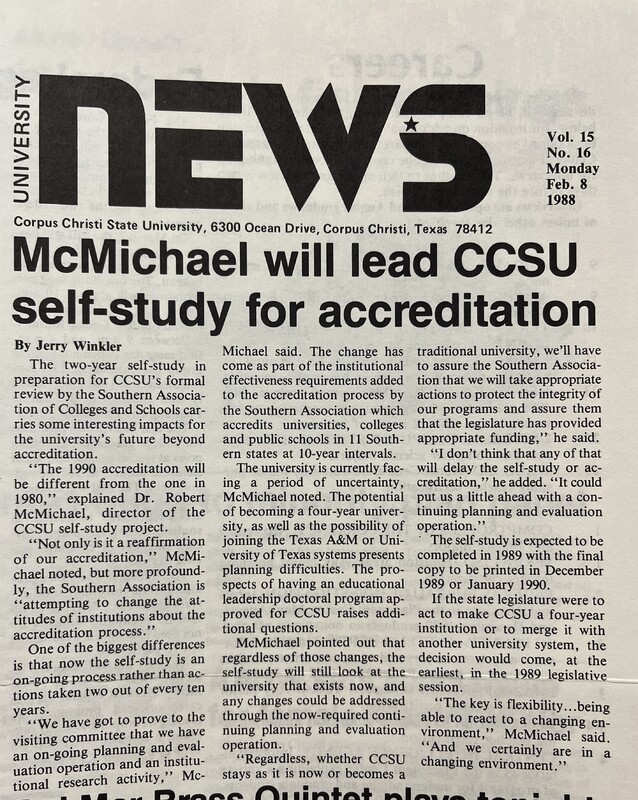 UNIVERSITY
NEWS
Vol. 15
No. 16
Monday
Feb. 8
1988
Corpus Christi State University, 6300 Ocean Drive, Corpus Christi, Texas 78412
McMichael will lead CCSU
self-study for accreditation
By Jerry Winkler
The two-year self-study in
preparation for CCSU's formal
review by the Southern Associa-
tion of Colleges and Schools car-
ries some interesting impacts for
the university's future beyond
accreditation.
“The 1990 accreditation will
be different from the one in
1980,” explained Dr. Robert
McMichael, director of the
CCSU self-study project.
“Not only is it a reaffirmation
of our accreditation,” McMi-
chael noted, but more profound-
ly, the Southern Association is
“attempting to change the at-
titudes of institutions about the
accreditation process.”
One of the biggest differences
is that now the self-study is an
on-going process rather than ac-
tions taken two out of every ten
years.
“We have got to prove to the
visiting committee that we have
an on-going planning and eval-
uation operation and an institu-
tional research activity,” Mc-
Michael said. The change has
come as part of the institutional
effectiveness requirements added
to the accreditation process by
the Southern Association which
accredits universities, colleges
and public schools in 11 South-
ern states at 10-year intervals.
The university is currently fac-
ing a period of uncertainty,
McMichael noted. The potential
of becoming a four-year univer-
sity, as well as the possibility of
joining the Texas A&M or Uni-
versity of Texas systems presents
planning difficulties. The pro-
spects of having an educational
leadership doctoral program ap-
proved for CCSU raises addi-
tional questions.
McMichael pointed out that
regardless of those changes, the
self-study will still look at the
university that exists now, and
any changes could be addressed
through the now-required conti-
nuing planning and evaluation
operation.
“Regardless, whether CCSU
stays as it is now or becomes a
traditional university, we'll have
to assure the Southern Associa-
tion that we will take appropriate
actions to protect the integrity of
our programs and assure them
that the legislature has provided
appropriate funding,” he said.
“I don't think that any of that
will delay the self-study or ac-
creditation,” he added. “It could
put us a little ahead with a con-
tinuing planning and evaluation
operation.”
The self-study is expected to be
completed in 1989 with the final
copy to be printed in December
1989 or January 1990.
If the state legislature were to
act to make CCSU a four-year
institution or to merge it with
another university system, the
decision would come, at the
earliest, in the 1989 legislative
session.
“The key is flexibility...being
able to react to a changing en-
vironment,” McMichael said.
“And we certainly are in a
changing environment.”
Mar Brass Quintet plays tonight